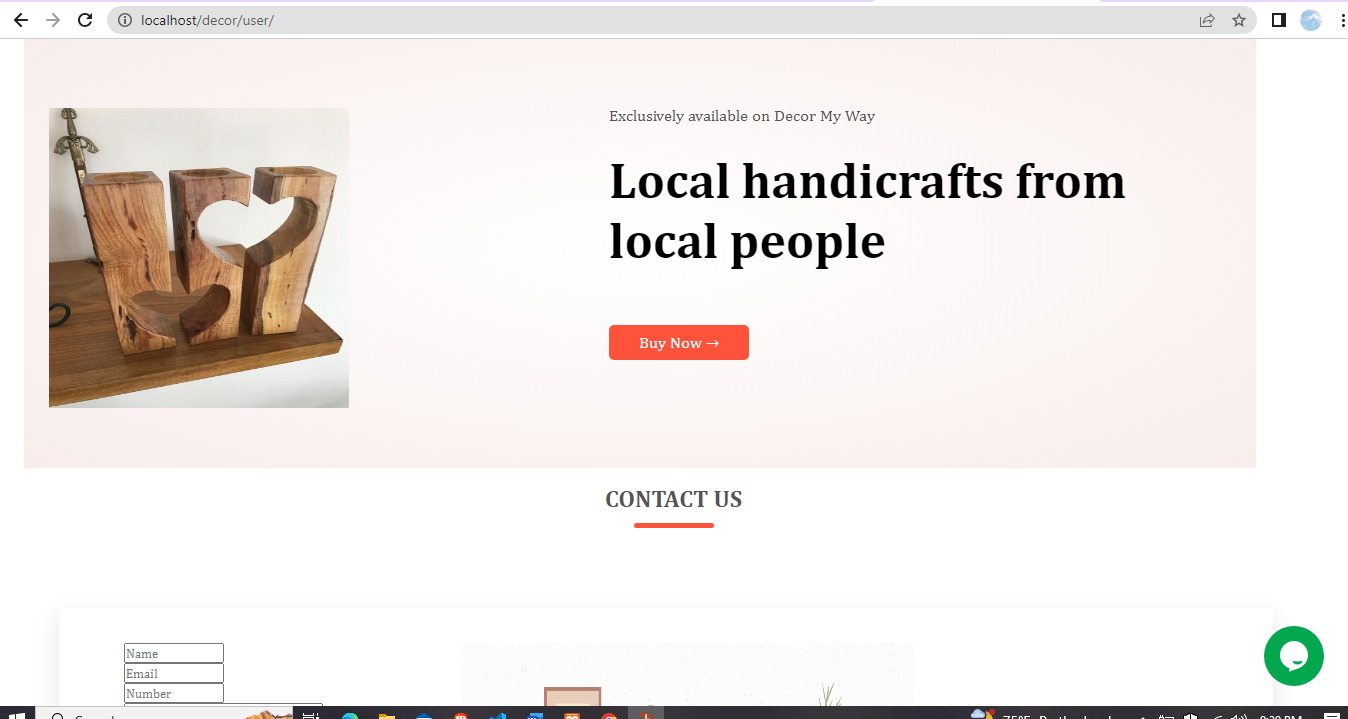 localhost/decor/user/
Exclusively available on Decor My Way
Local handicrafts from
local people
Buy Now →
CONTACT US
Name
Email
Number